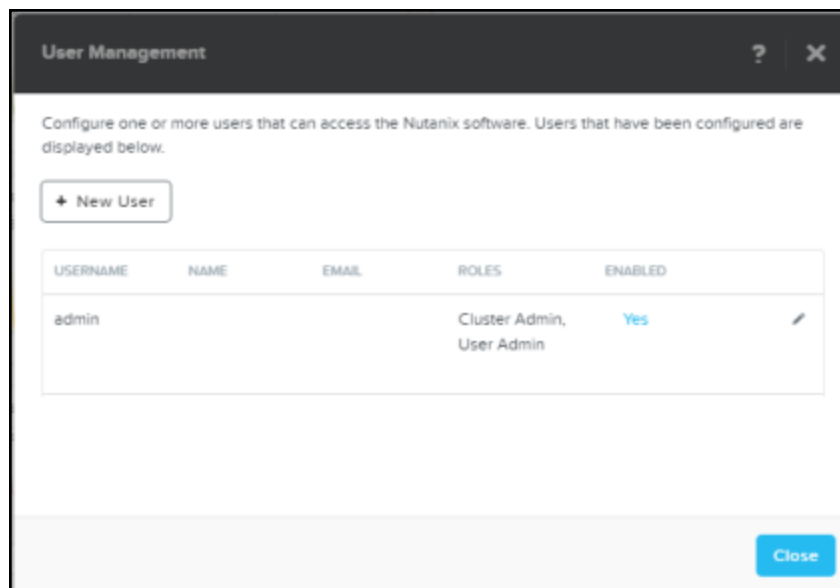 User Management
?
Configure one or more users that can access the Nutanix software. Users that have been configured are
displayed below.
+ New User
USERNAME NAME EMAIL ROLES ENABLED
admin Cluster Admin, Yes
User Admin
Close